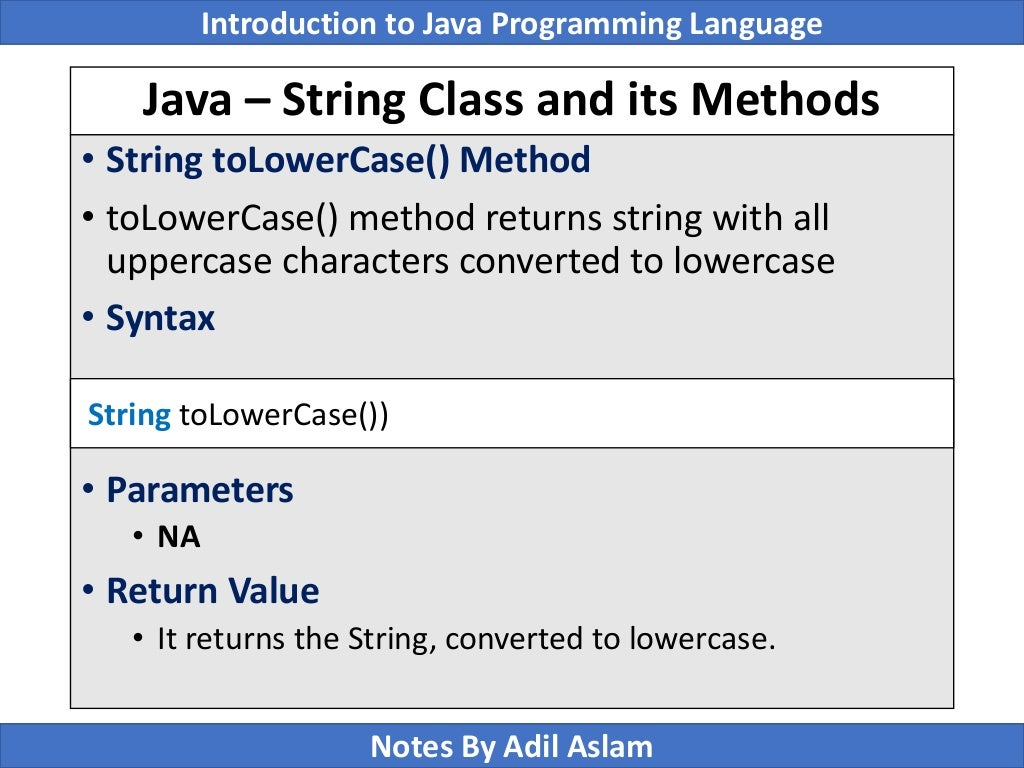 Introduction to Java Programming Language
Java – String Class and its Methods
• String toLowerCase() Method
• toLowerCase() method returns string with all
uppercase characters converted to lowercase
• Syntax
String toLowerCase())
• Parameters
• NA
• Return Value
• It returns the String, converted to lowercase.
Notes By Adil Aslam